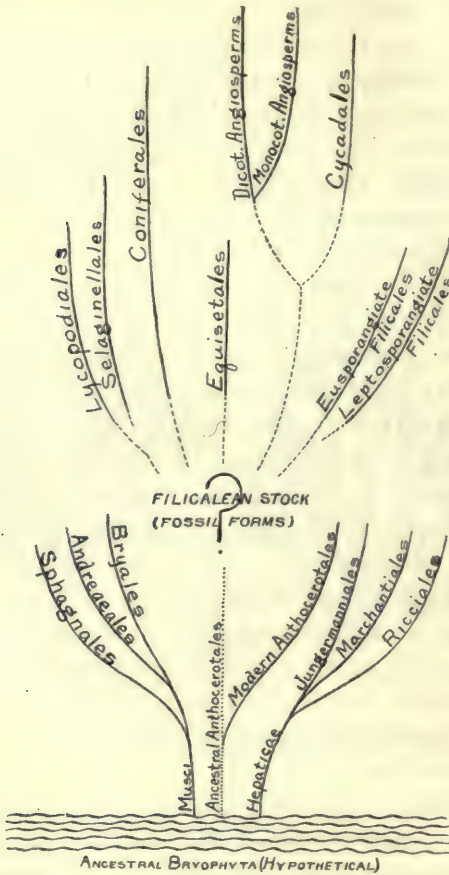 Dicot. Angiosperms
Monocot. Angiosperms
Cycadales
Coniferales
Lycopodiales
Selaginellales
Equisetales
Eusporangiate
Filicales
Leptosporangiate
Filicales
?
FILICALEAN STOCK
(FOSSIL FORMS)
Sphagnales
Andreaeales
Bryales
Ancestral Anthocerotales
Modern Anthocerotales
Jungermanniales
Marchantiales
Ricciales
Musci
Hepaticae
ANCESTRAL BRYOPHYTA (HYPOTHETICAL)